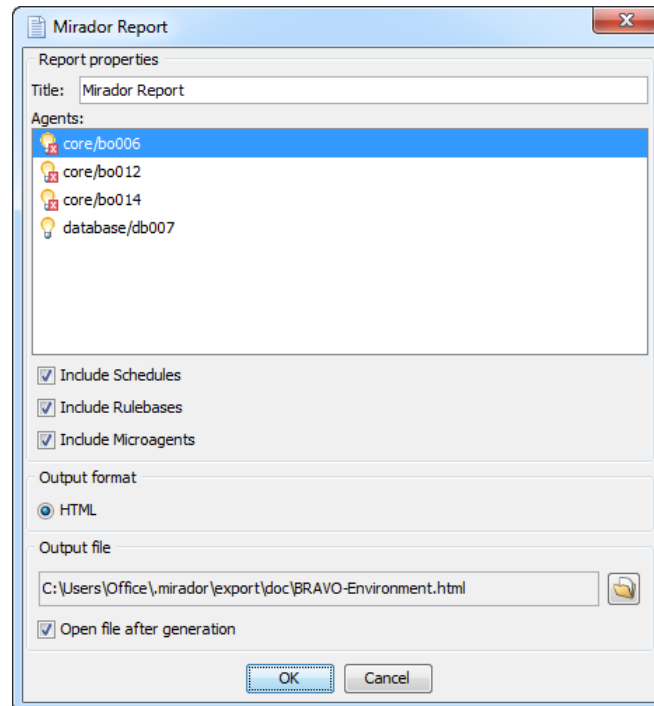 Mirador Report
Report properties
Title: Mirador Report
Agents:
core/bo006
core/bo012
core/bo014
database/db007
Include Schedules
Include Rulebases
Include Microagents
Output format
HTML
Output file
C:\Users\Office\.mirador\export\doc\BRAVO-Environment.html
Open file after generation
OK Cancel